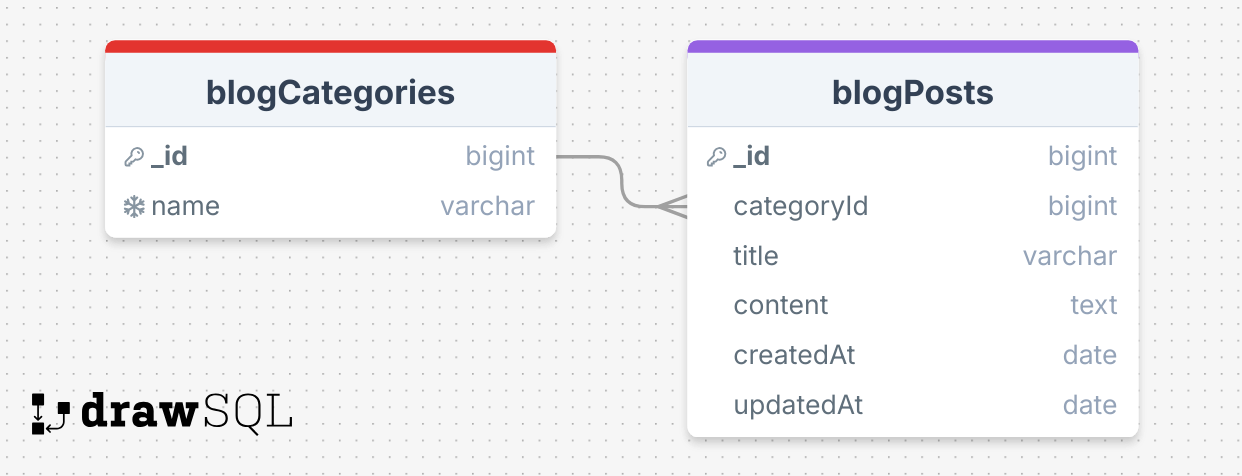 blogCategories
_id bigint
name varchar
blogPosts
_id bigint
categoryId bigint
title varchar
content text
createdAt date
updatedAt date
drawSQL